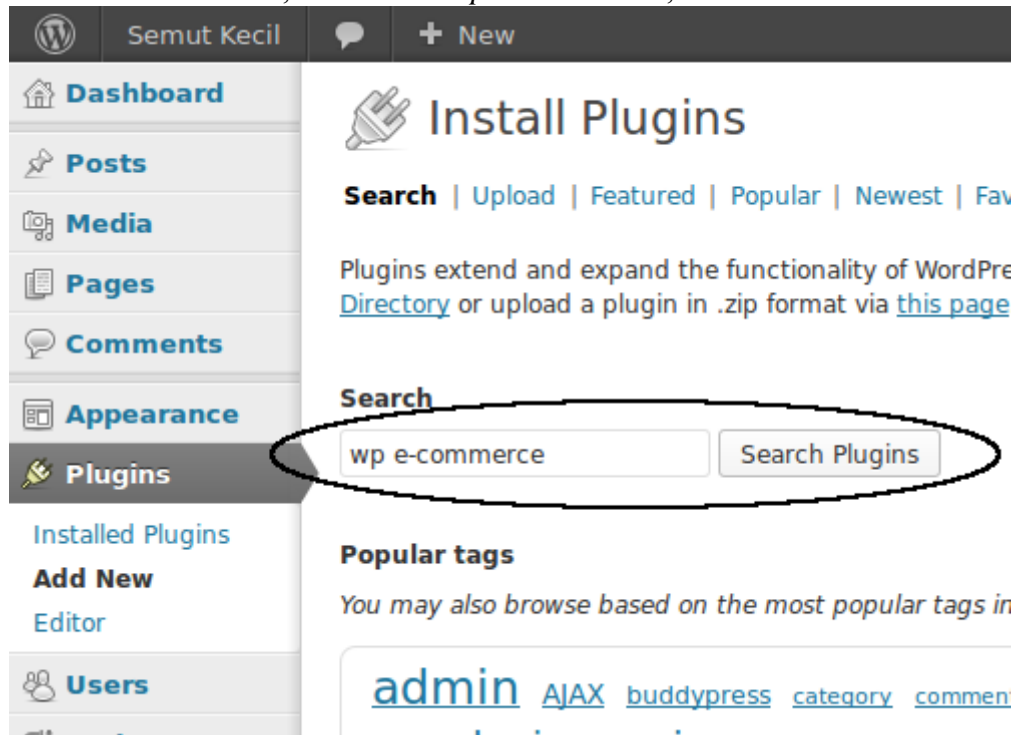 Semut Kecil + New
Dashboard
Posts
Media
Pages
Comments
Appearance
Plugins
Installed Plugins
Add New
Editor
Users
Install Plugins
Search | Upload | Featured | Popular | Newest | Fav
Plugins extend and expand the functionality of WordPre
Directory or upload a plugin in .zip format via this page
Search
wp e-commerce Search Plugins
Popular tags
You may also browse based on the most popular tags in
admin AJAX buddypress category commen